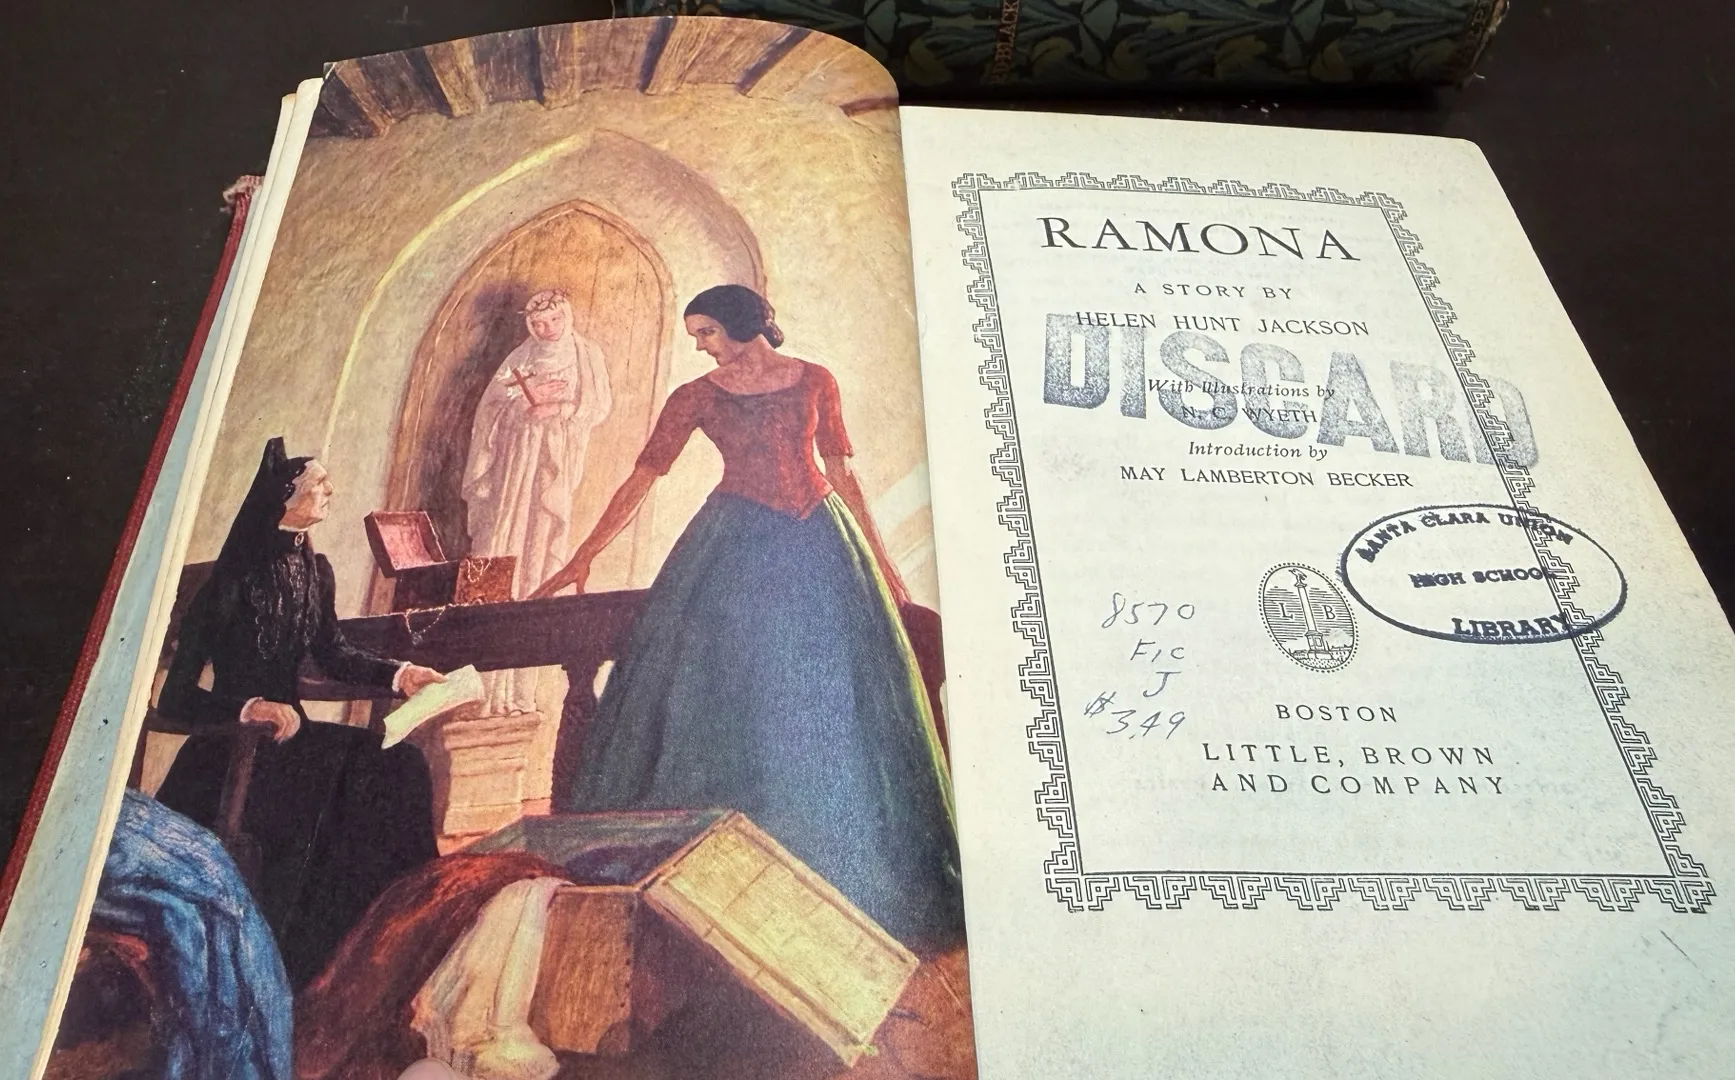 BLACK
RAMONA
A STORY BY
HELEN HUNT JACKSON
DISCARD
With Illustrations by
N. C. WYETH
Introduction by
MAY LAMBERTON BECKER
SANTA CLARA UNION
HIGH SCHOOL
LIBRARY
L B
8570
Fic
J
$3.49
BOSTON
LITTLE, BROWN
AND COMPANY